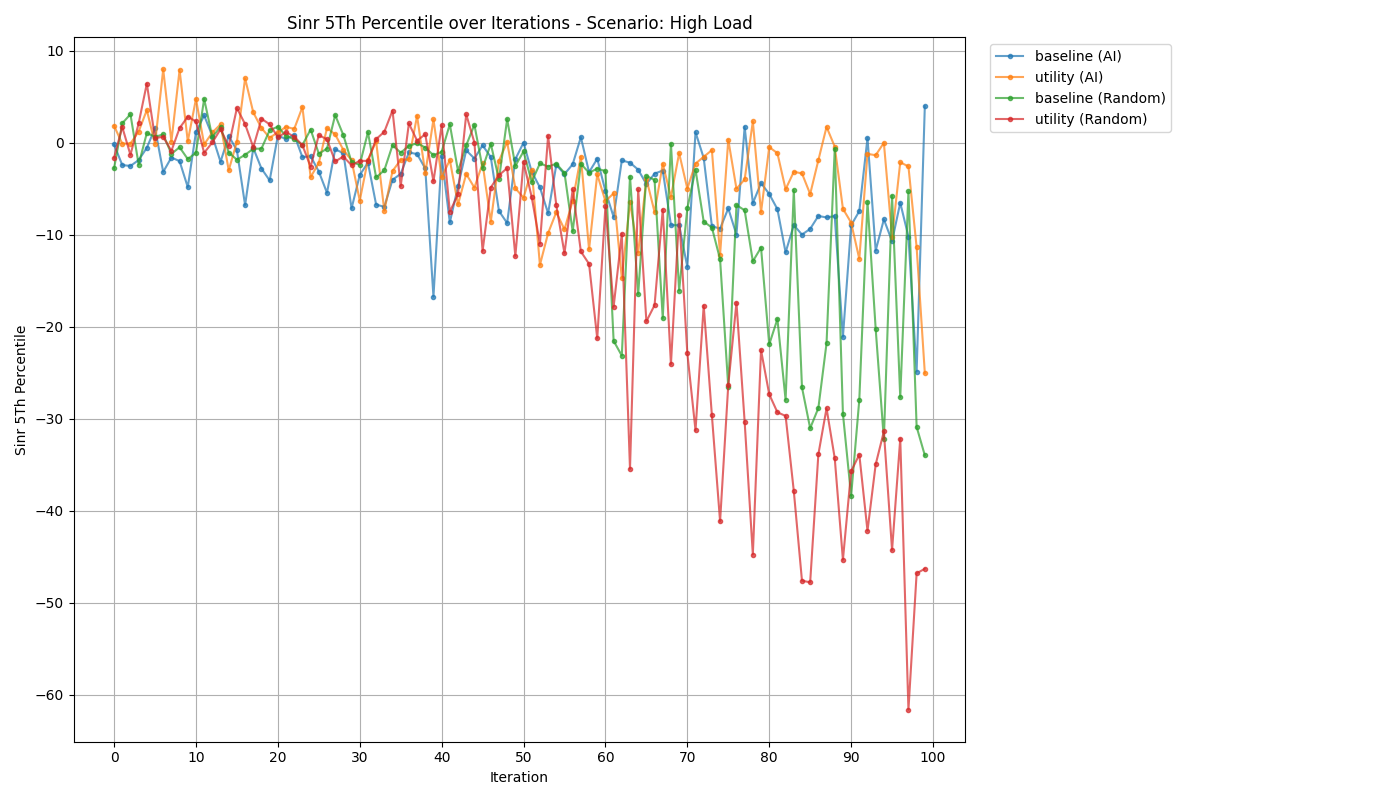 Sinr 5Th Percentile over Iterations - Scenario: High Load
baseline (AI)
utility (AI)
baseline (Random)
utility (Random)
Sinr 5Th Percentile
10
0
−10
−20
−30
−40
−50
−60
0 10 20 30 40 50 60 70 80 90 100
Iteration